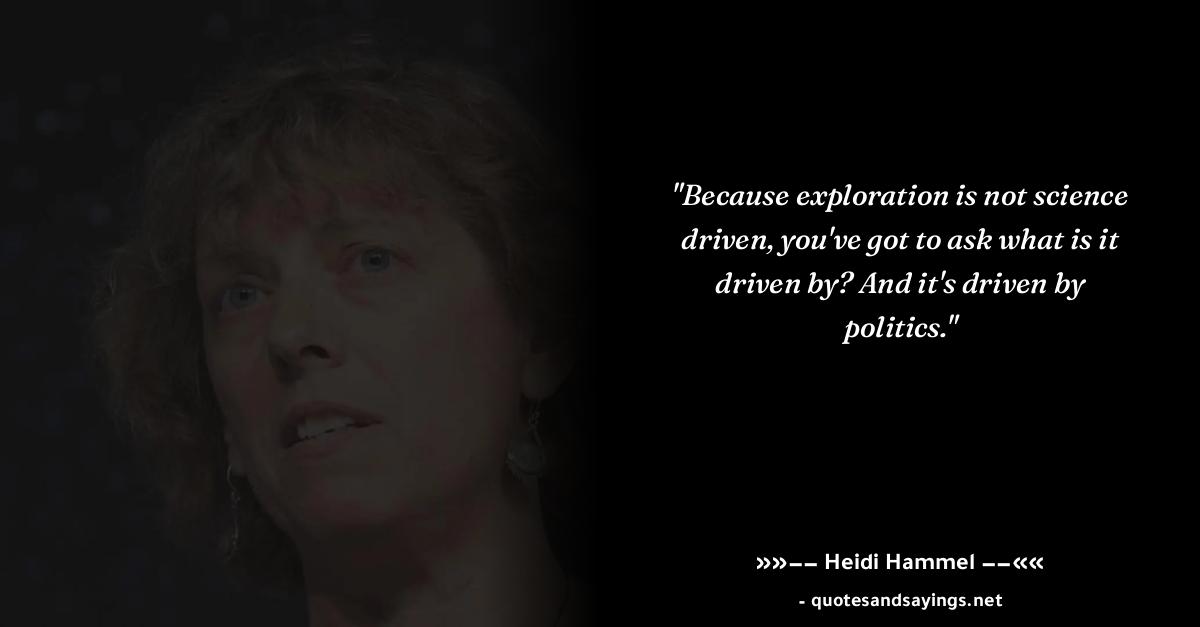 "Because exploration is not science
driven, you've got to ask what is it
driven by? And it's driven by
politics."
»»-- Heidi Hammel --««
- quotesandsayings.net